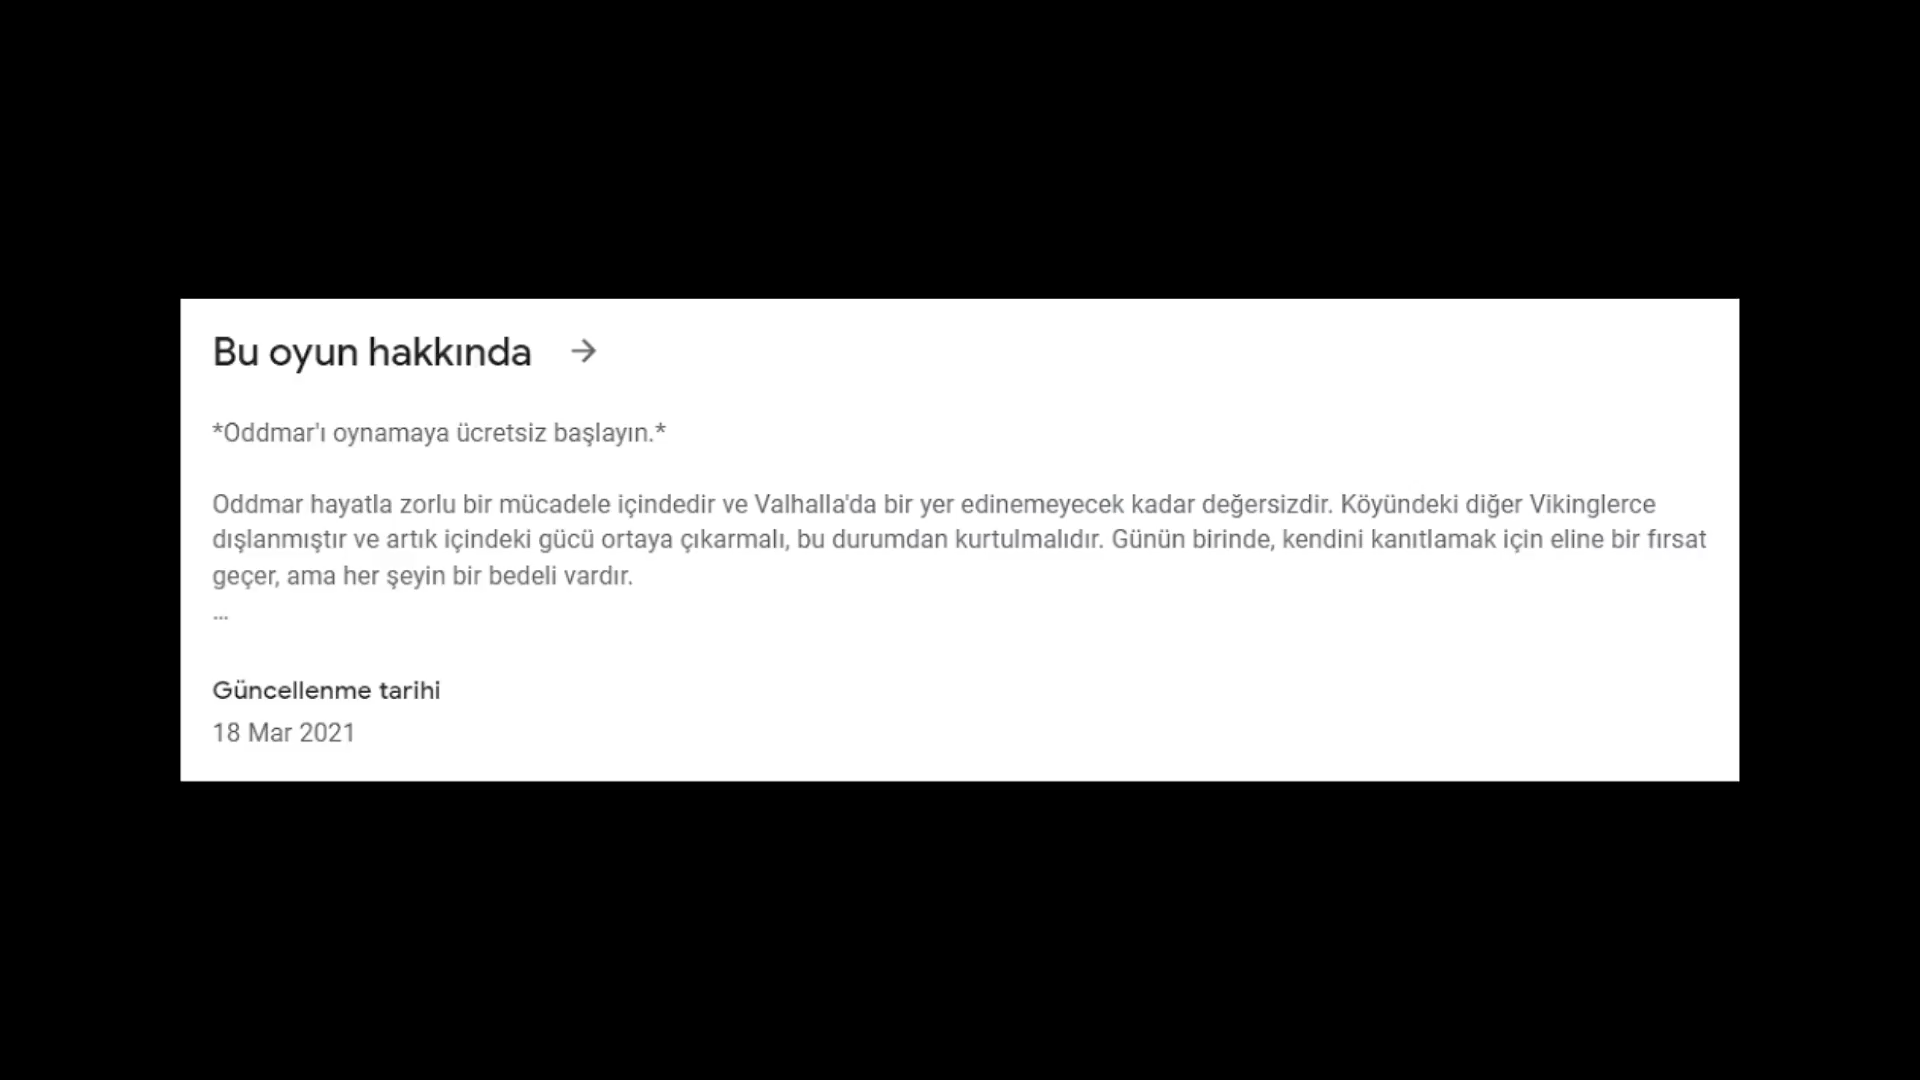 Bu oyun hakkında →
*Oddmar'ı oynamaya ücretsiz başlayın.*
Oddmar hayatla zorlu bir mücadele içindedir ve Valhalla'da bir yer edinemeyecek kadar değersizdir. Köyündeki diğer Vikinglerce
dışlanmıştır ve artık içindeki gücü ortaya çıkarmalı, bu durumdan kurtulmalıdır. Günün birinde, kendini kanıtlamak için eline bir fırsat
geçer, ama her şeyin bir bedeli vardır.
...
Güncellenme tarihi
18 Mar 2021